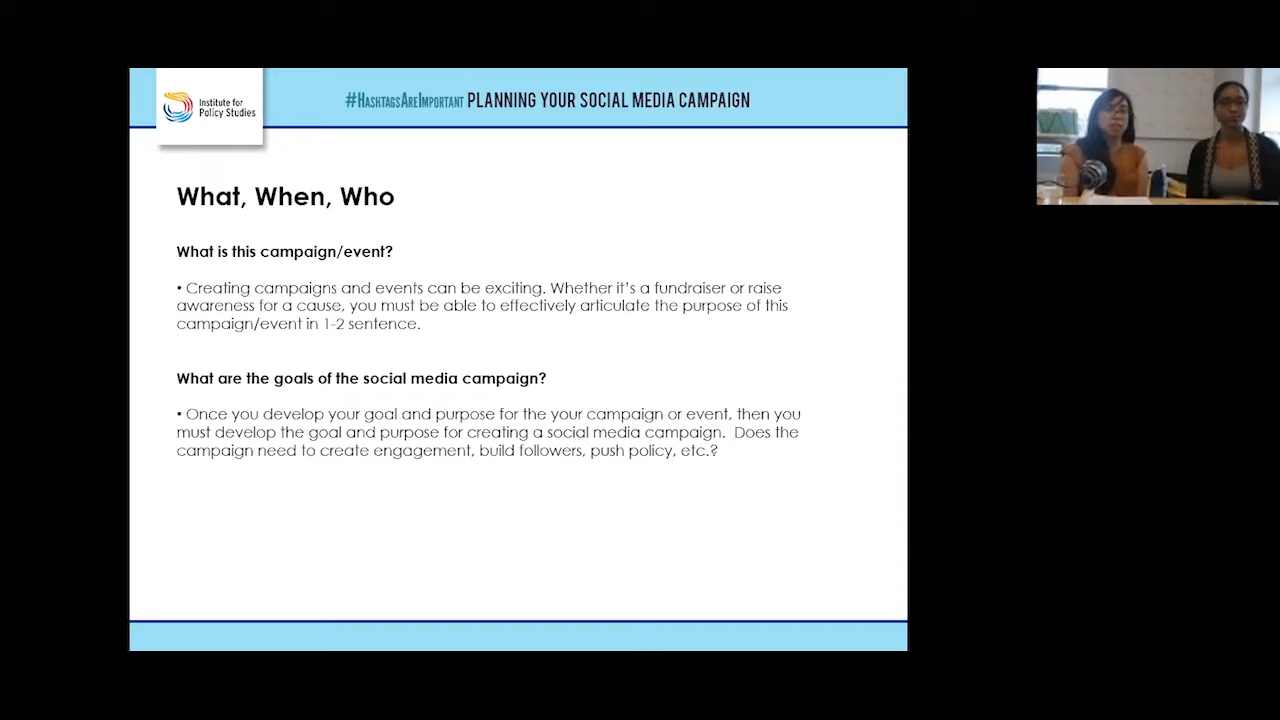 Institute for
Policy Studies
#HashtagsAreImportant PLANNING YOUR SOCIAL MEDIA CAMPAIGN
What, When, Who
What is this campaign/event?
• Creating campaigns and events can be exciting. Whether it’s a fundraiser or raise
awareness for a cause, you must be able to effectively articulate the purpose of this
campaign/event in 1-2 sentence.
What are the goals of the social media campaign?
• Once you develop your goal and purpose for the your campaign or event, then you
must develop the goal and purpose for creating a social media campaign.  Does the
campaign need to create engagement, build followers, push policy, etc.?